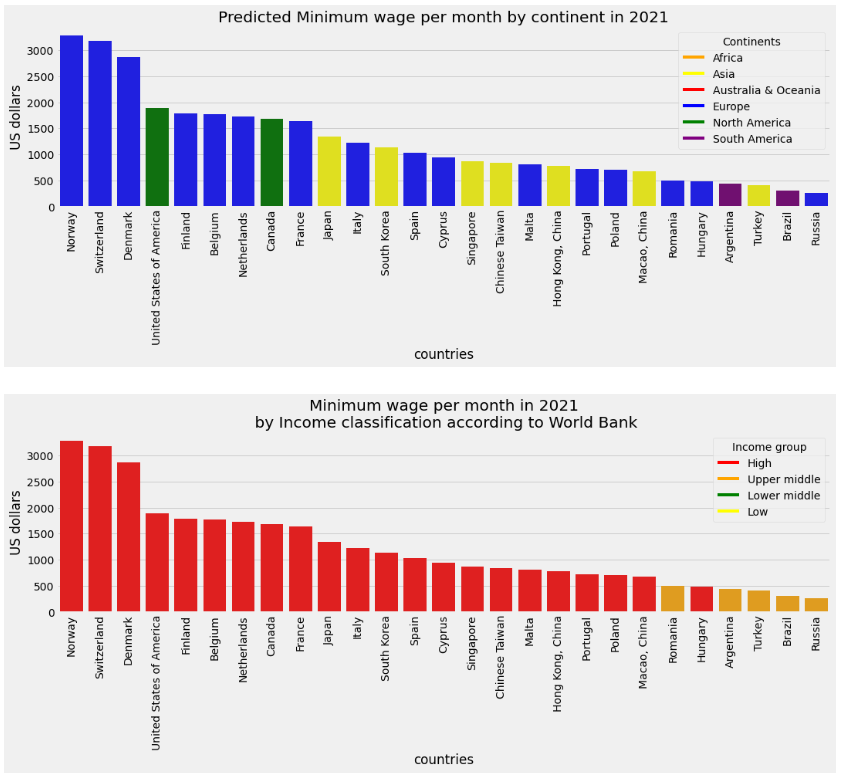 Predicted Minimum wage per month by continent in 2021
Continents
Africa
Asia
Australia & Oceania
Europe
North America
South America
US dollars
3000
2500
2000
1500
1000
500
0
Norway
Switzerland
Denmark
United States of America
Finland
Belgium
Netherlands
Canada
France
Japan
Italy
South Korea
Spain
Cyprus
Singapore
Chinese Taiwan
Malta
Hong Kong, China
Portugal
Poland
Macao, China
Romania
Hungary
Argentina
Turkey
Brazil
Russia
countries
Minimum wage per month in 2021
by Income classification according to World Bank
Income group
High
Upper middle
Lower middle
Low
US dollars
3000
2500
2000
1500
1000
500
0
Norway
Switzerland
Denmark
United States of America
Finland
Belgium
Netherlands
Canada
France
Japan
Italy
South Korea
Spain
Cyprus
Singapore
Chinese Taiwan
Malta
Hong Kong, China
Portugal
Poland
Macao, China
Romania
Hungary
Argentina
Turkey
Brazil
Russia
countries